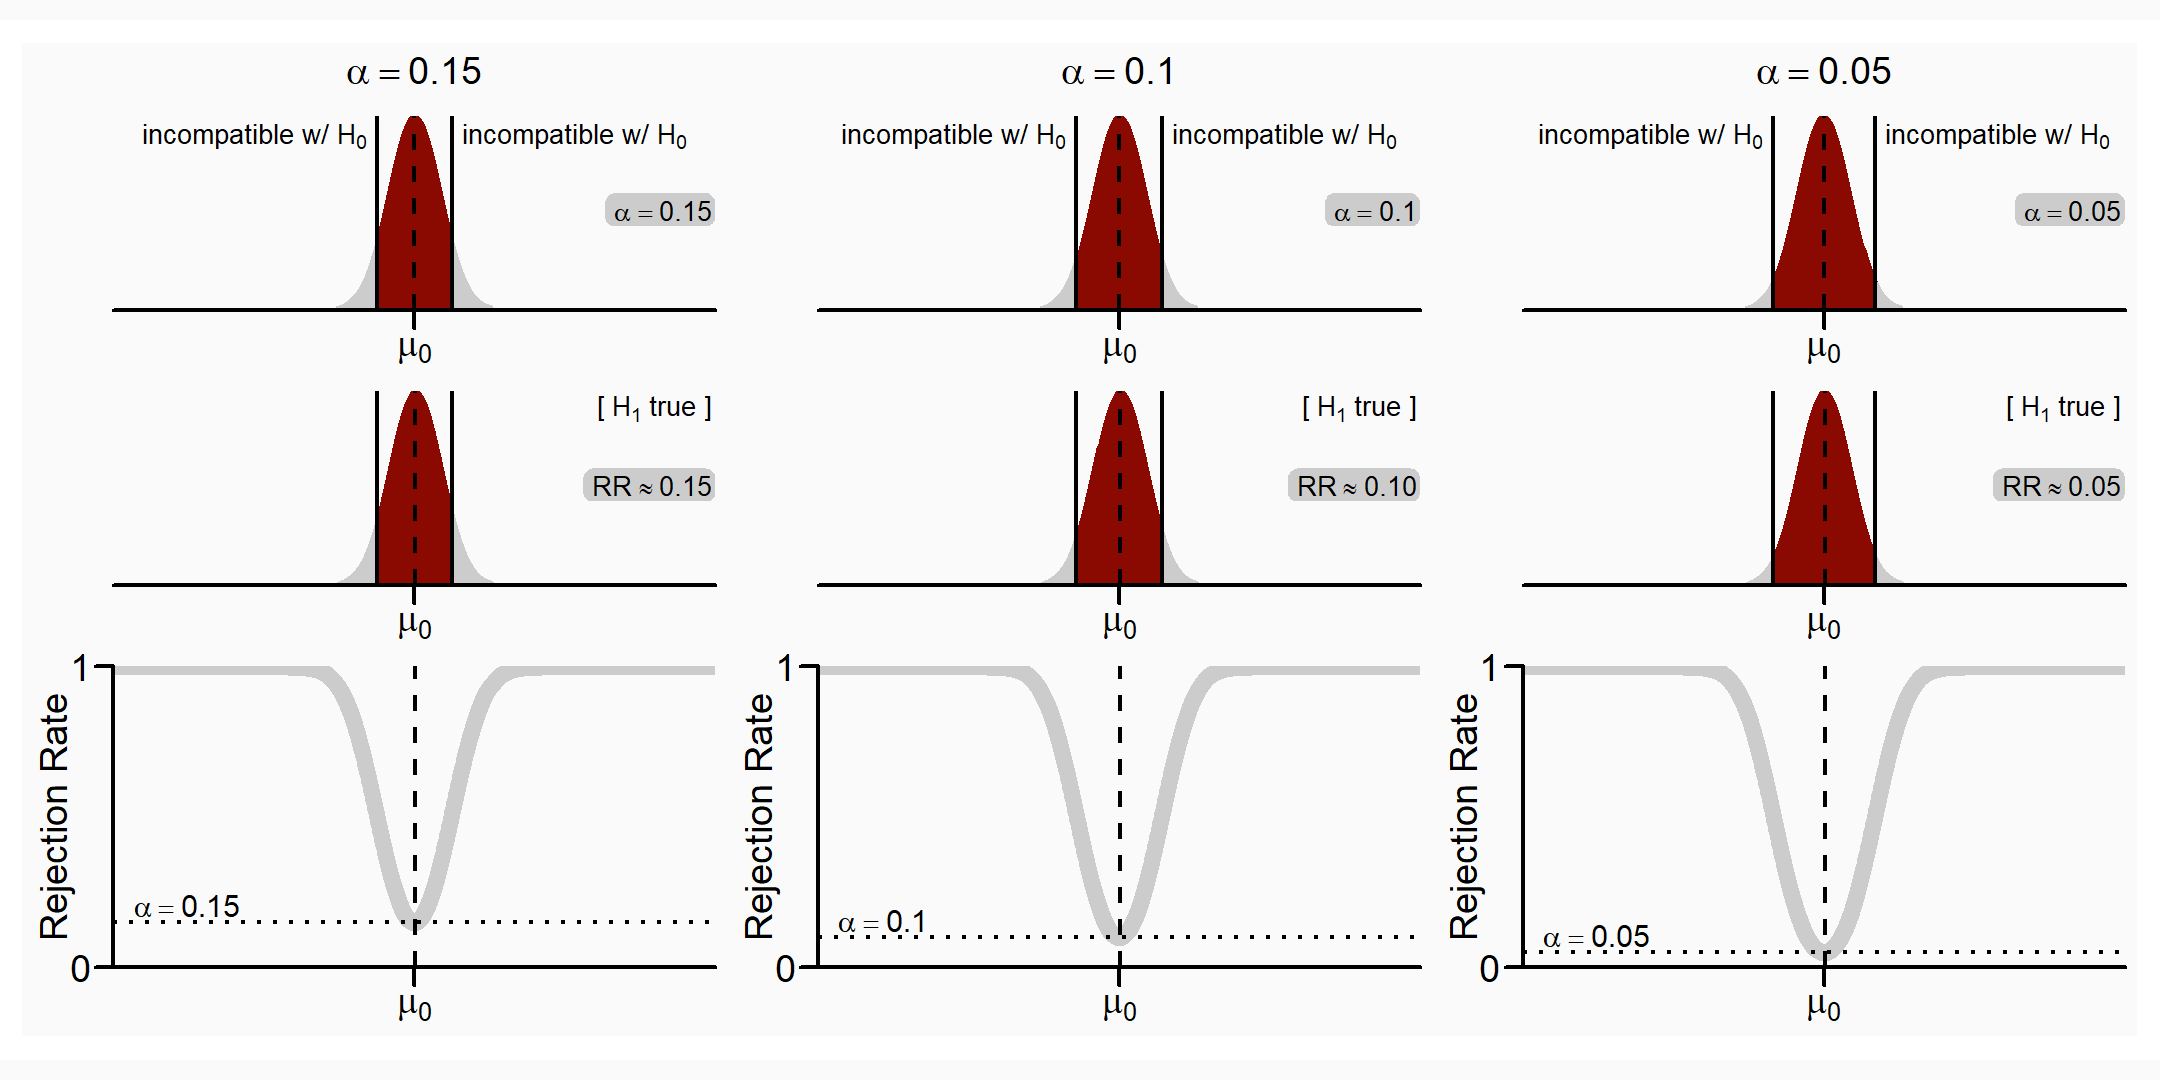 α = 0.15
incompatible w/ H₀ incompatible w/ H₀
α = 0.15
μ₀
[ H₁ true ]
RR ≈ 0.15
μ₀
1
Rejection Rate
α = 0.15
0
μ₀
α = 0.1
incompatible w/ H₀ incompatible w/ H₀
α = 0.1
μ₀
[ H₁ true ]
RR ≈ 0.10
μ₀
1
Rejection Rate
α = 0.1
0
μ₀
α = 0.05
incompatible w/ H₀ incompatible w/ H₀
α = 0.05
μ₀
[ H₁ true ]
RR ≈ 0.05
μ₀
1
Rejection Rate
α = 0.05
0
μ₀